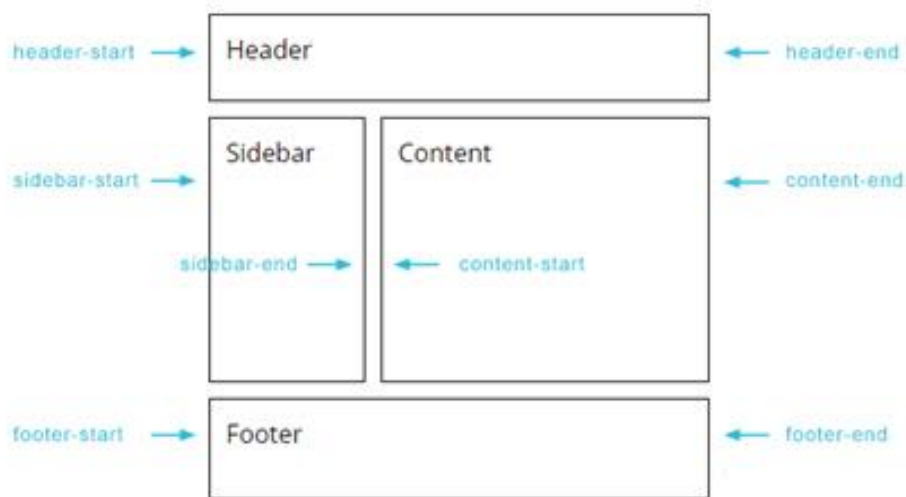 header-start Header header-end
Sidebar Content
sidebar-start content-end
sidebar-end content-start
footer-start Footer footer-end